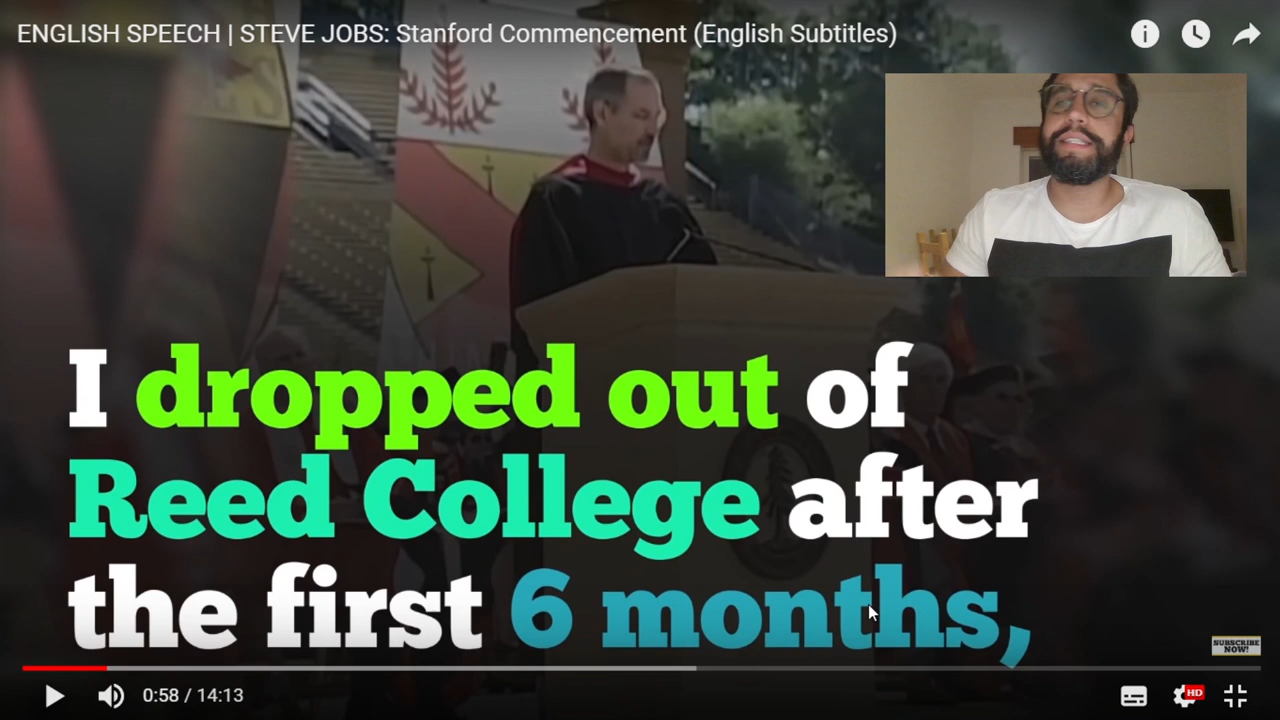 ENGLISH SPEECH | STEVE JOBS: Stanford Commencement (English Subtitles)
I dropped out of
Reed College after
the first 6 months,
SUBSCRIBE
NOW!
0:58 / 14:13
HD